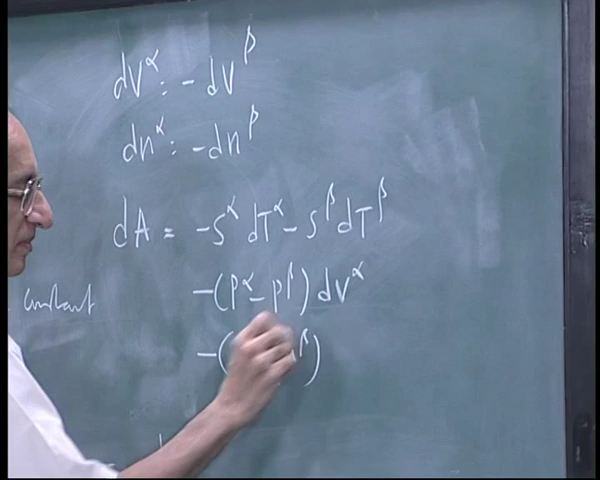 dV^α = -dV^β
dn^α = -dn^β
dA = -S^α dT^α - S^β dT^β
constant
-(P^α - P^β) dV^α
-( ^β)